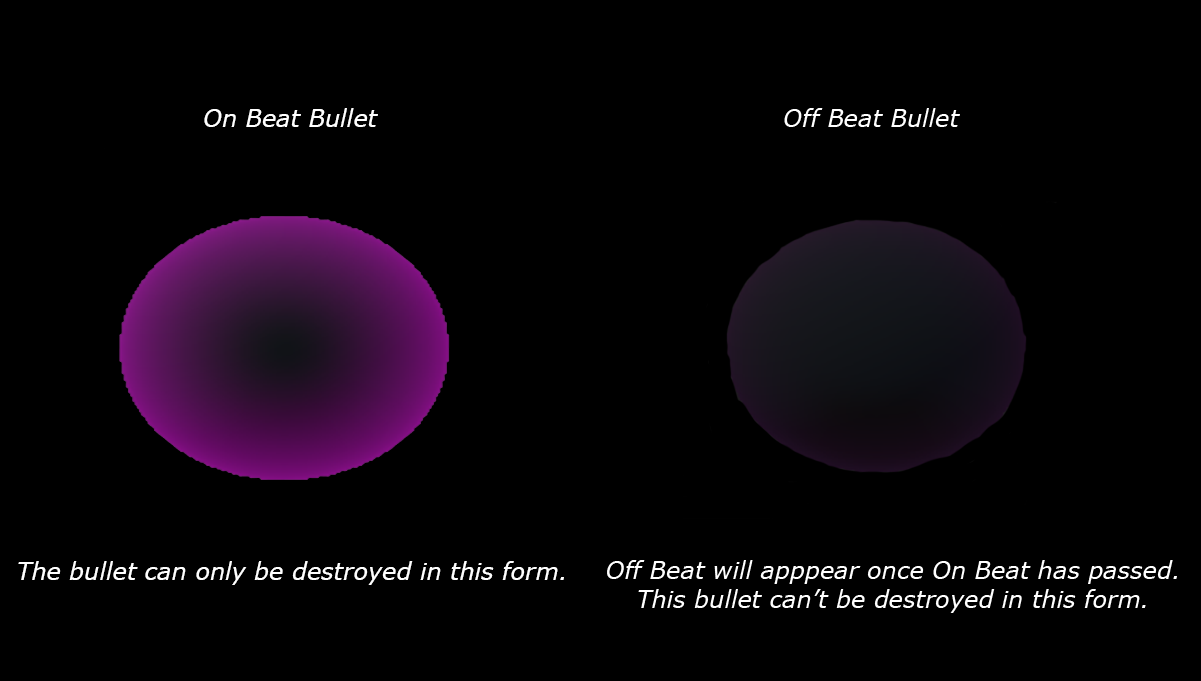 On Beat Bullet
Off Beat Bullet
The bullet can only be destroyed in this form.
Off Beat will apppear once On Beat has passed.
This bullet can’t be destroyed in this form.